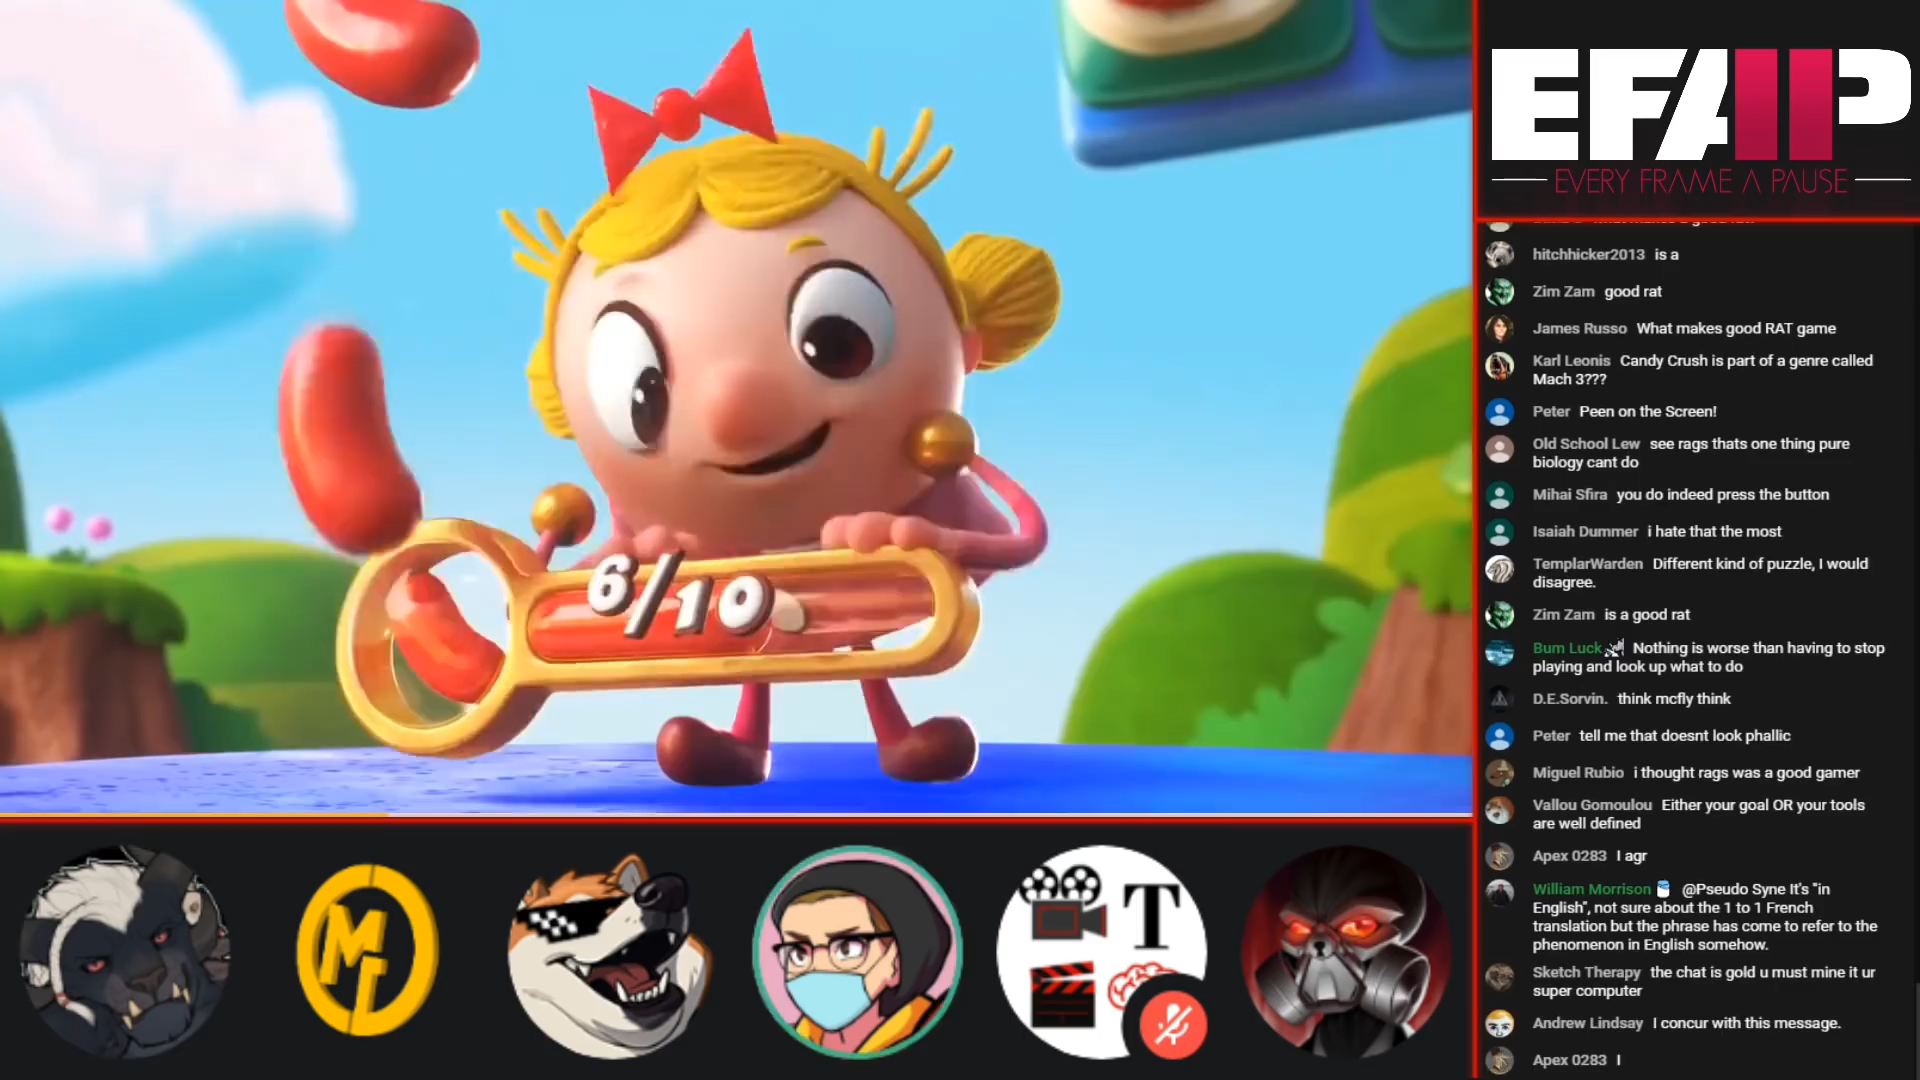 EFAP
EVERY FRAME A PAUSE
6/10
hitchhicker2013 is a
Zim Zam good rat
James Russo What makes good RAT game
Karl Leonis Candy Crush is part of a genre called
Mach 3???
Peter Peen on the Screen!
Old School Lew see rags thats one thing pure
biology cant do
Mihai Sfira you do indeed press the button
Isaiah Dummer i hate that the most
TemplarWarden Different kind of puzzle, I would
disagree.
Zim Zam is a good rat
Bum Luck Nothing is worse than having to stop
playing and look up what to do
D.E.Sorvin. think mcfly think
Peter tell me that doesnt look phallic
Miguel Rubio i thought rags was a good gamer
Vallou Gomoulou Either your goal OR your tools
are well defined
Apex 0283 I agr
William Morrison @Pseudo Syne It's "in
English", not sure about the 1 to 1 French
translation but the phrase has come to refer to the
phenomenon in English somehow.
Sketch Therapy the chat is gold u must mine it ur
super computer
Andrew Lindsay I concur with this message.
Apex 0283 I
T